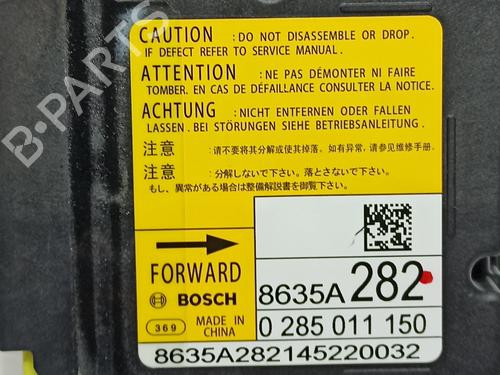 CAUTION : DO NOT DISASSEMBLE OR DROP.
IF DEFECT REFER TO SERVICE MANUAL.
ATTENTION : NE PAS DÉMONTER NI FAIRE
TOMBER. EN CAS DE DÉFAILLANCE CONSULTER LA NOTICE.
ACHTUNG : NICHT ENTFERNEN ODER FALLEN
LASSEN. BEI STÖRUNGEN SIEHE BETRIEBSANLEITUNG.
注意 : 请不要将其分解或使其掉落。如有异常，请参见维修手册.
注意 : 分解しないで下さい。落とさないで下さい。
もし、異常がある場合は整備解説書を御覧下さい。
FORWARD
BOSCH
369
MADE IN
CHINA
8635A282
0 285 011 150
8635A282145220032
B-PARTS